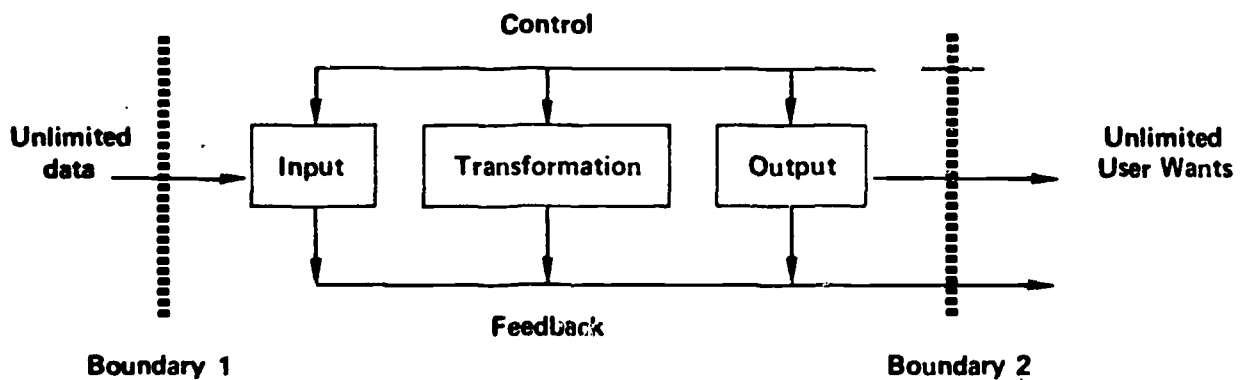 Control
Unlimited
data
Input
Transformation
Output
Unlimited
User Wants
Feedback
Boundary 1
Boundary 2